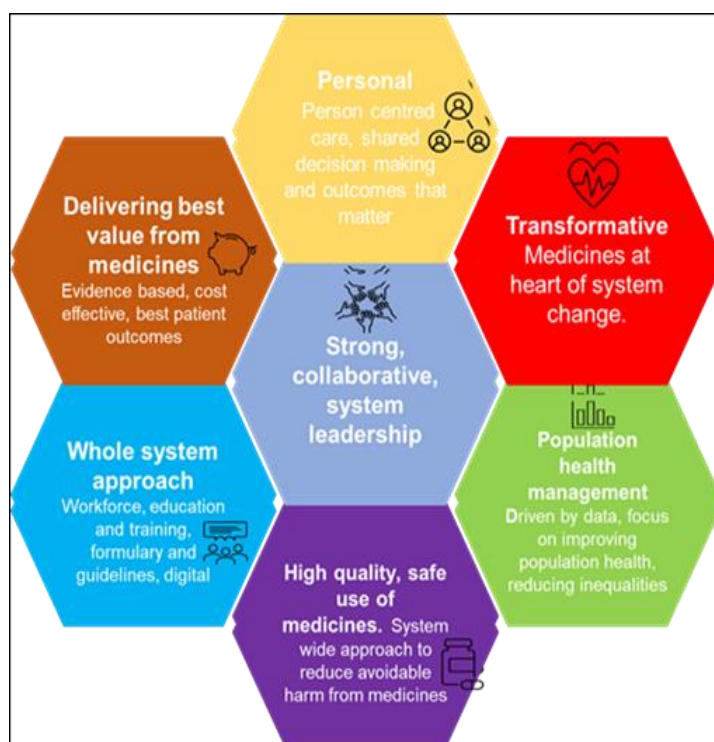 Personal
Person centred
care, shared
decision making
and outcomes that
matter
Delivering best
value from
medicines
Evidence based, cost
effective, best patient
outcomes
Transformative
Medicines at
heart of system
change.
Strong,
collaborative,
system
leadership
Whole system
approach
Workforce, education
and training,
formulary and
guidelines, digital
Population
health
management
Driven by data, focus
on improving
population health,
reducing inequalities
High quality, safe
use of
medicines. System
wide approach to
reduce avoidable
harm from medicines